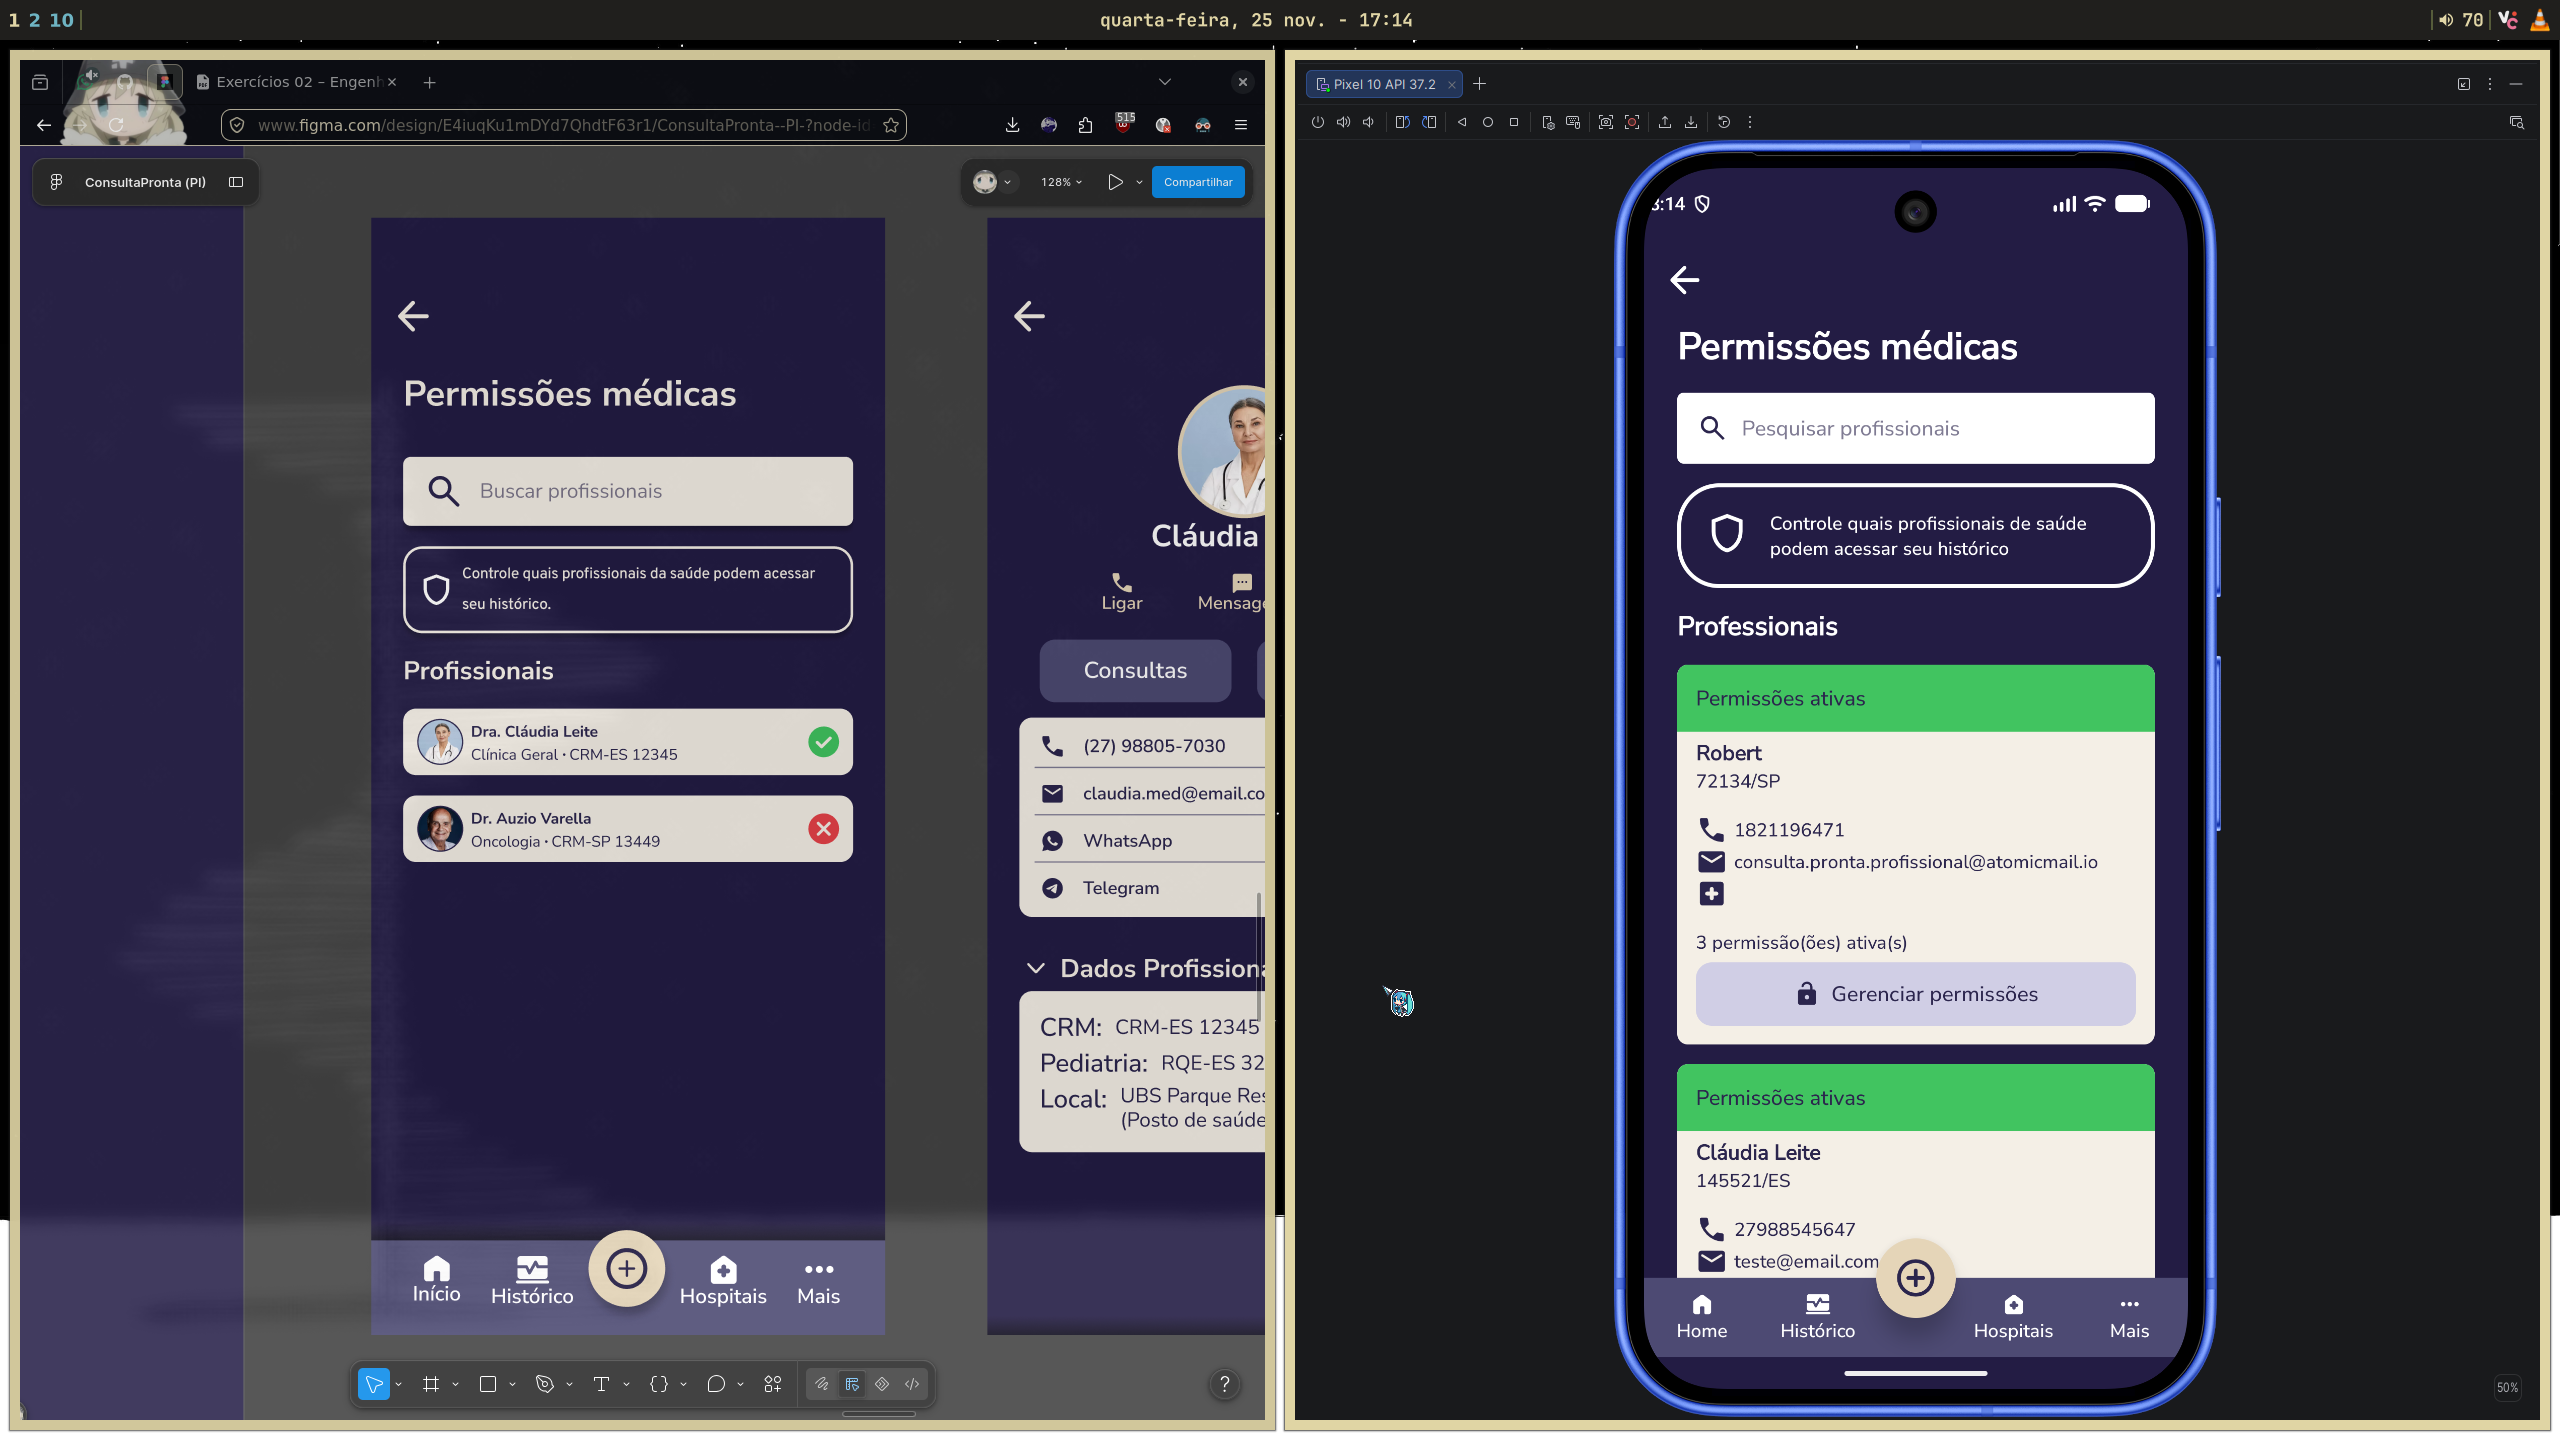 1 2 10
quarta-feira, 25 nov. - 17:14
70
Exercícios 02 – Engenh
www.figma.com/design/E4iuqKu1mDYd7QhdtF63r1/ConsultaPronta--PI-?node-id
515
ConsultaPronta (PI)
128%
Compartilhar
Permissões médicas
Buscar profissionais
Controle quais profissionais da saúde podem acessar
seu histórico.
Profissionais
Dra. Cláudia Leite
Clínica Geral · CRM-ES 12345
Dr. Auzio Varella
Oncologia · CRM-SP 13449
Início
Histórico
Hospitais
Mais
Cláudia
Ligar
Mensage
Consultas
(27) 98805-7030
claudia.med@email.co
WhatsApp
Telegram
Dados Profissiona
CRM: CRM-ES 12345
Pediatria: RQE-ES 32
Local: UBS Parque Res
(Posto de saúde
?
Pixel 10 API 37.2
3:14
Permissões médicas
Pesquisar profissionais
Controle quais profissionais de saúde
podem acessar seu histórico
Professionais
Permissões ativas
Robert
72134/SP
1821196471
consulta.pronta.profissional@atomicmail.io
3 permissão(ões) ativa(s)
Gerenciar permissões
Permissões ativas
Cláudia Leite
145521/ES
27988545647
teste@email.com
Home
Histórico
Hospitais
Mais
50%